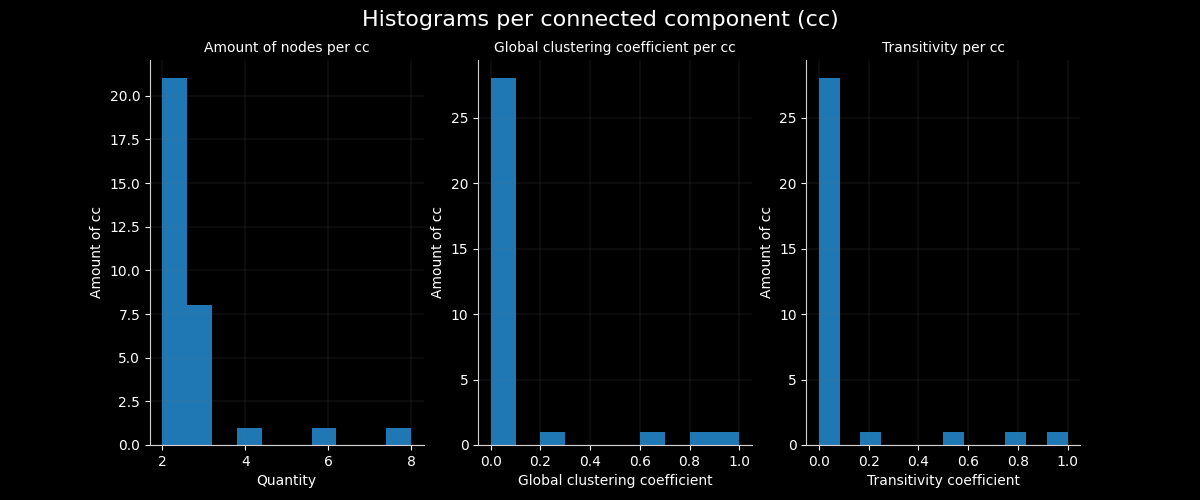 Histograms per connected component (cc)
Amount of nodes per cc
Amount of cc
20.0
17.5
15.0
12.5
10.0
7.5
5.0
2.5
0.0
2 4 6 8
Quantity
Global clustering coefficient per cc
Amount of cc
25
20
15
10
5
0
0.0 0.2 0.4 0.6 0.8 1.0
Global clustering coefficient
Transitivity per cc
Amount of cc
25
20
15
10
5
0
0.0 0.2 0.4 0.6 0.8 1.0
Transitivity coefficient